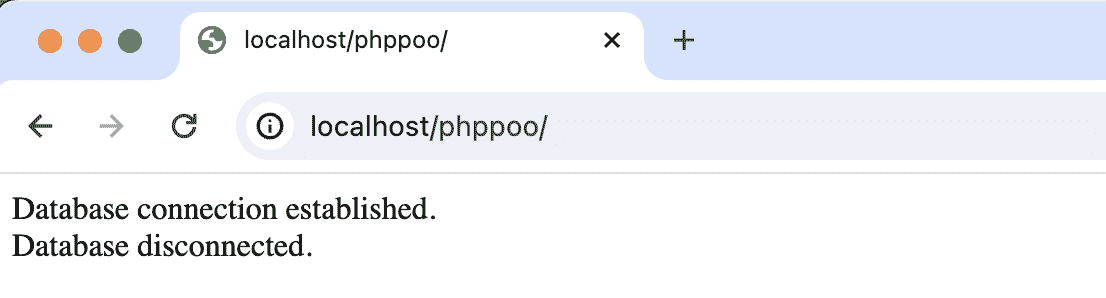 localhost/phppoo/
localhost/phppoo/
Database connection established.
Database disconnected.